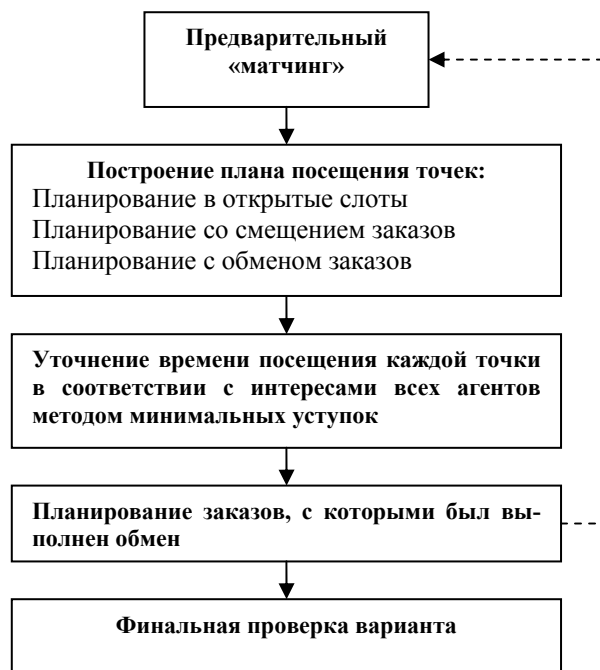 Предварительный
«матчинг»
Построение плана посещения точек:
Планирование в открытые слоты
Планирование со смещением заказов
Планирование с обменом заказов
Уточнение времени посещения каждой точки
в соответствии с интересами всех агентов
методом минимальных уступок
Планирование заказов, с которыми был вы-
полнен обмен
Финальная проверка варианта